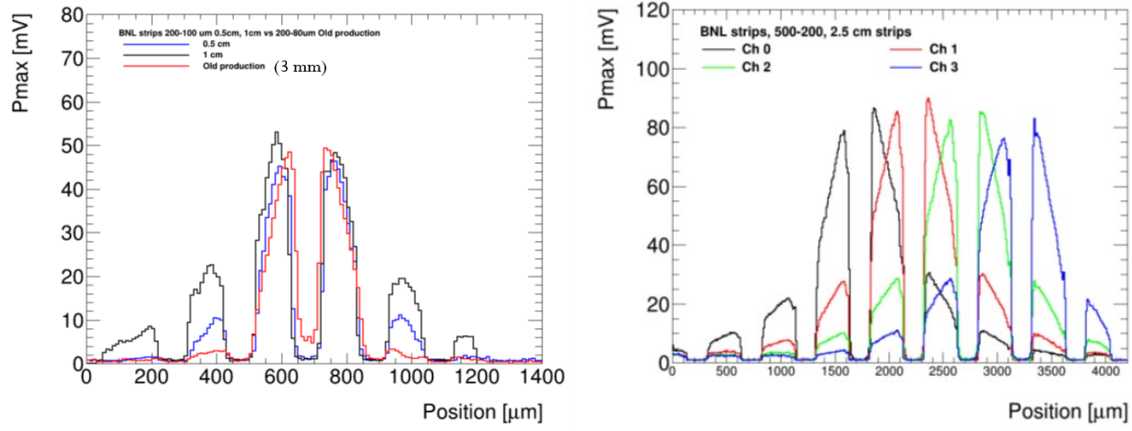 Pmax [mV]
80
70
60
50
40
30
20
10
0
BNL strips 200-100 um 0.5cm, 1cm vs 200-80um Old production
0.5 cm
1 cm
Old production (3 mm)
0 200 400 600 800 1000 1200 1400
Position [μm]
Pmax [mV]
120
100
80
60
40
20
0
BNL strips, 500-200, 2.5 cm strips
Ch 0 Ch 1
Ch 2 Ch 3
0 500 1000 1500 2000 2500 3000 3500 4000
Position [μm]